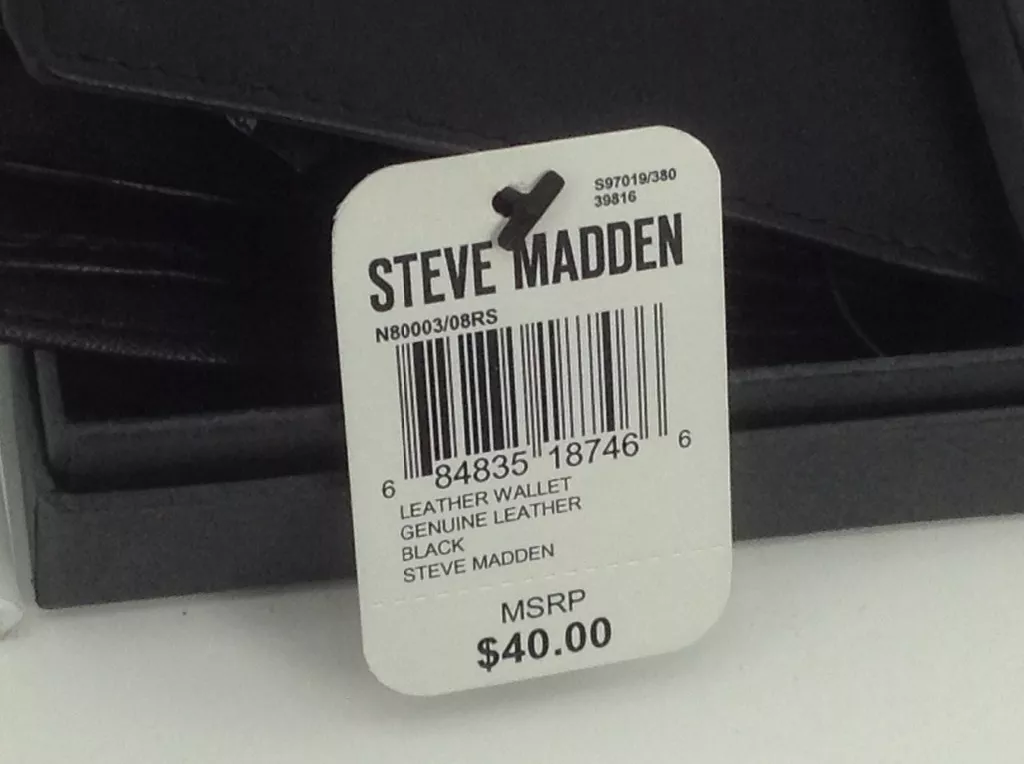 S97019/380
39816
STEVE MADDEN
N80003/08RS
6 84835 18746 6
LEATHER WALLET
GENUINE LEATHER
BLACK
STEVE MADDEN
MSRP
$40.00